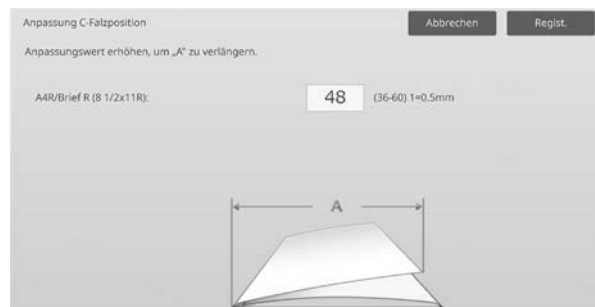 Anpassung C-Falzposition
Abbrechen
Regist.
Anpassungswert erhöhen, um „A“ zu verlängern.
A4R/Brief R (8 1/2x11R): 48 (36-60) 1=0.5mm
A